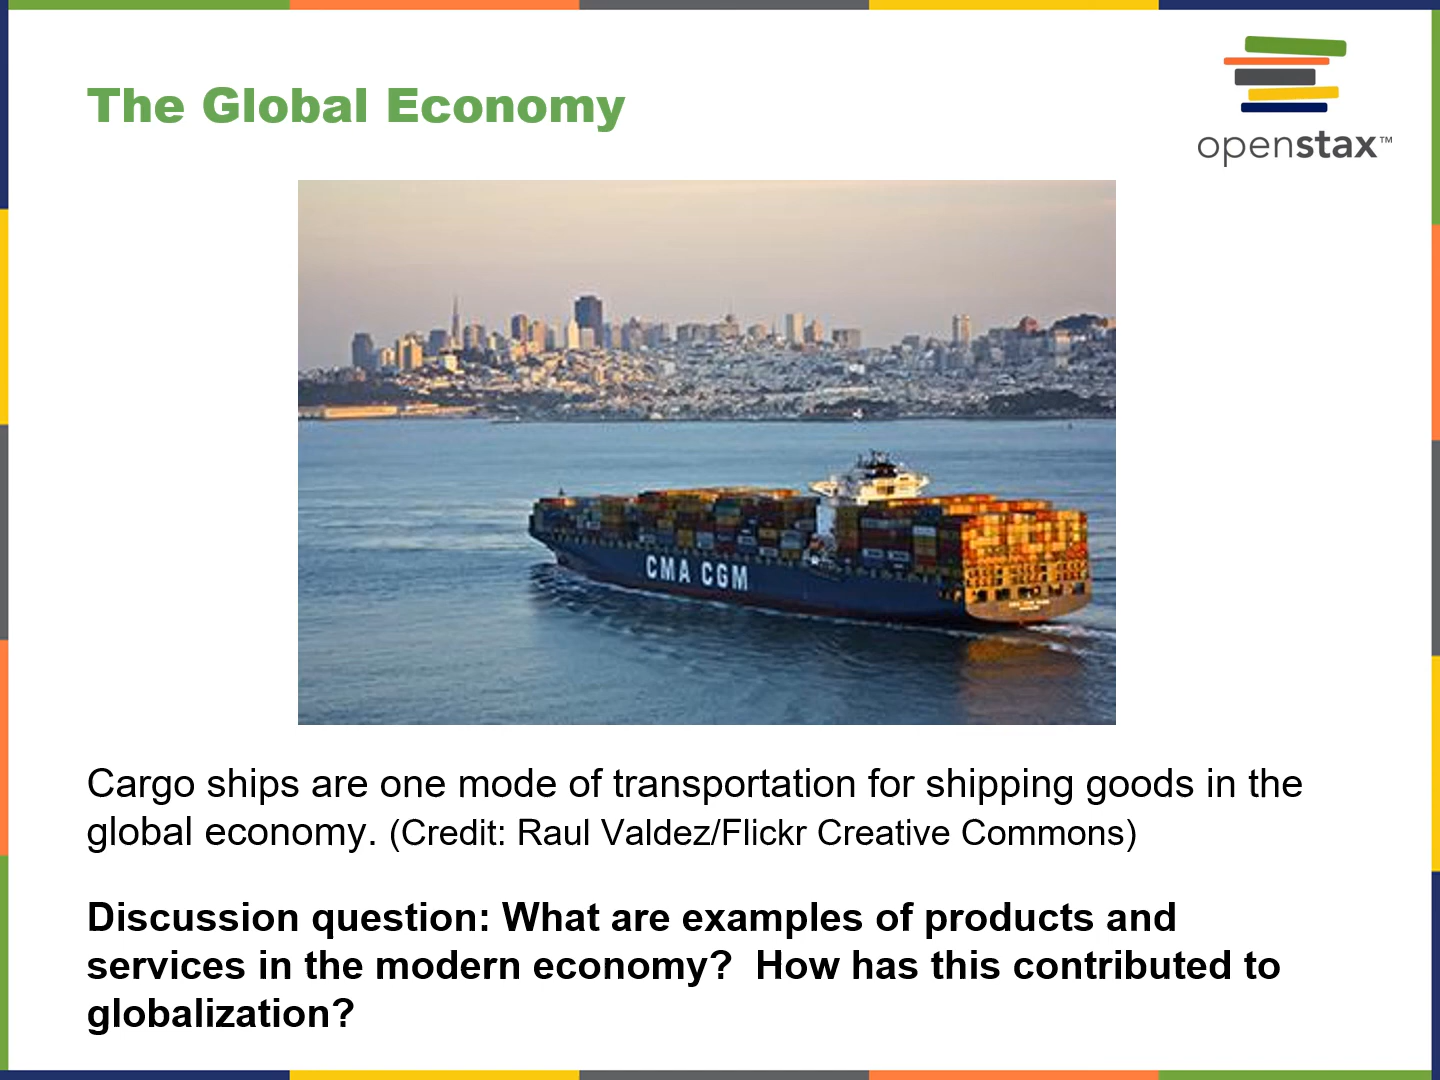 The Global Economy
openstax™
CMA CGM
Cargo ships are one mode of transportation for shipping goods in the
global economy. (Credit: Raul Valdez/Flickr Creative Commons)
Discussion question: What are examples of products and
services in the modern economy?  How has this contributed to
globalization?